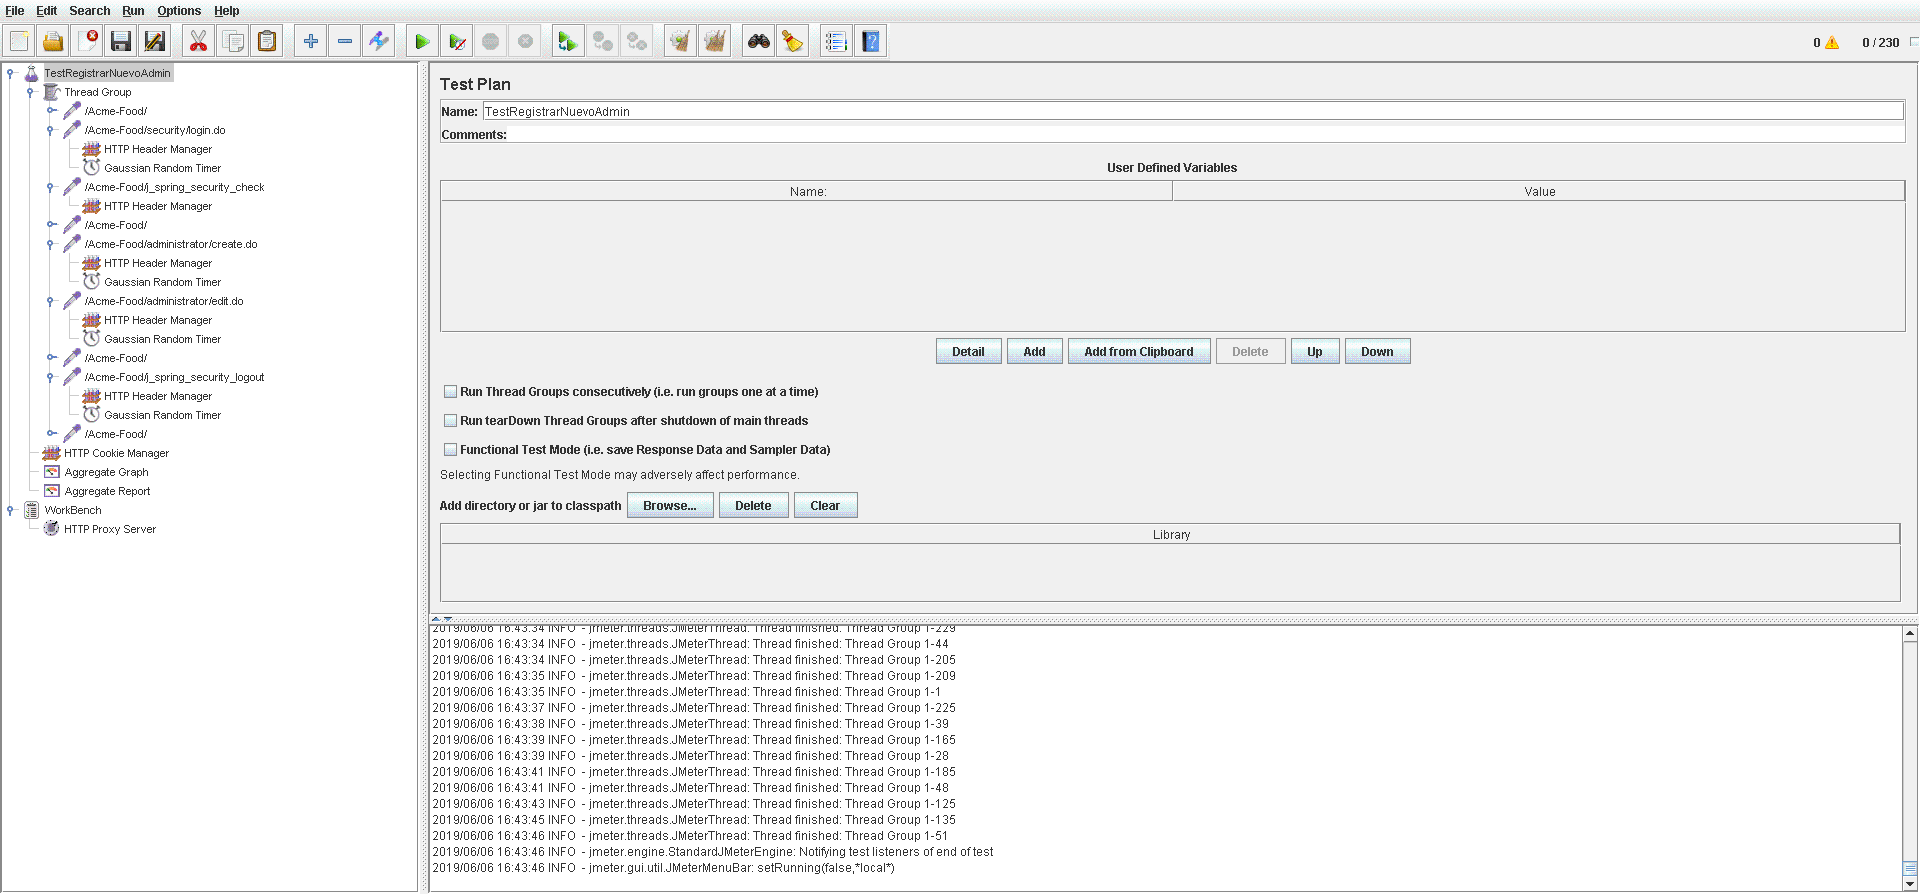 File Edit Search Run Options Help
0 0 / 230
TestRegistrarNuevoAdmin
Thread Group
/Acme-Food/
/Acme-Food/security/login.do
HTTP Header Manager
Gaussian Random Timer
/Acme-Food/j_spring_security_check
HTTP Header Manager
/Acme-Food/
/Acme-Food/administrator/create.do
HTTP Header Manager
Gaussian Random Timer
/Acme-Food/administrator/edit.do
HTTP Header Manager
Gaussian Random Timer
/Acme-Food/
/Acme-Food/j_spring_security_logout
HTTP Header Manager
Gaussian Random Timer
/Acme-Food/
HTTP Cookie Manager
Aggregate Graph
Aggregate Report
WorkBench
HTTP Proxy Server
Test Plan
Name: TestRegistrarNuevoAdmin
Comments:
User Defined Variables
Name: Value
Detail Add Add from Clipboard Delete Up Down
Run Thread Groups consecutively (i.e. run groups one at a time)
Run tearDown Thread Groups after shutdown of main threads
Functional Test Mode (i.e. save Response Data and Sampler Data)
Selecting Functional Test Mode may adversely affect performance.
Add directory or jar to classpath Browse... Delete Clear
Library
2019/06/06 16:43:34 INFO - jmeter.threads.JMeterThread: Thread finished: Thread Group 1-229
2019/06/06 16:43:34 INFO - jmeter.threads.JMeterThread: Thread finished: Thread Group 1-44
2019/06/06 16:43:34 INFO - jmeter.threads.JMeterThread: Thread finished: Thread Group 1-205
2019/06/06 16:43:35 INFO - jmeter.threads.JMeterThread: Thread finished: Thread Group 1-209
2019/06/06 16:43:35 INFO - jmeter.threads.JMeterThread: Thread finished: Thread Group 1-1
2019/06/06 16:43:37 INFO - jmeter.threads.JMeterThread: Thread finished: Thread Group 1-225
2019/06/06 16:43:38 INFO - jmeter.threads.JMeterThread: Thread finished: Thread Group 1-39
2019/06/06 16:43:39 INFO - jmeter.threads.JMeterThread: Thread finished: Thread Group 1-165
2019/06/06 16:43:39 INFO - jmeter.threads.JMeterThread: Thread finished: Thread Group 1-28
2019/06/06 16:43:41 INFO - jmeter.threads.JMeterThread: Thread finished: Thread Group 1-185
2019/06/06 16:43:41 INFO - jmeter.threads.JMeterThread: Thread finished: Thread Group 1-48
2019/06/06 16:43:43 INFO - jmeter.threads.JMeterThread: Thread finished: Thread Group 1-125
2019/06/06 16:43:45 INFO - jmeter.threads.JMeterThread: Thread finished: Thread Group 1-135
2019/06/06 16:43:46 INFO - jmeter.threads.JMeterThread: Thread finished: Thread Group 1-51
2019/06/06 16:43:46 INFO - jmeter.engine.StandardJMeterEngine: Notifying test listeners of end of test
2019/06/06 16:43:46 INFO - jmeter.gui.util.JMeterMenuBar: setRunning(false,*local*)